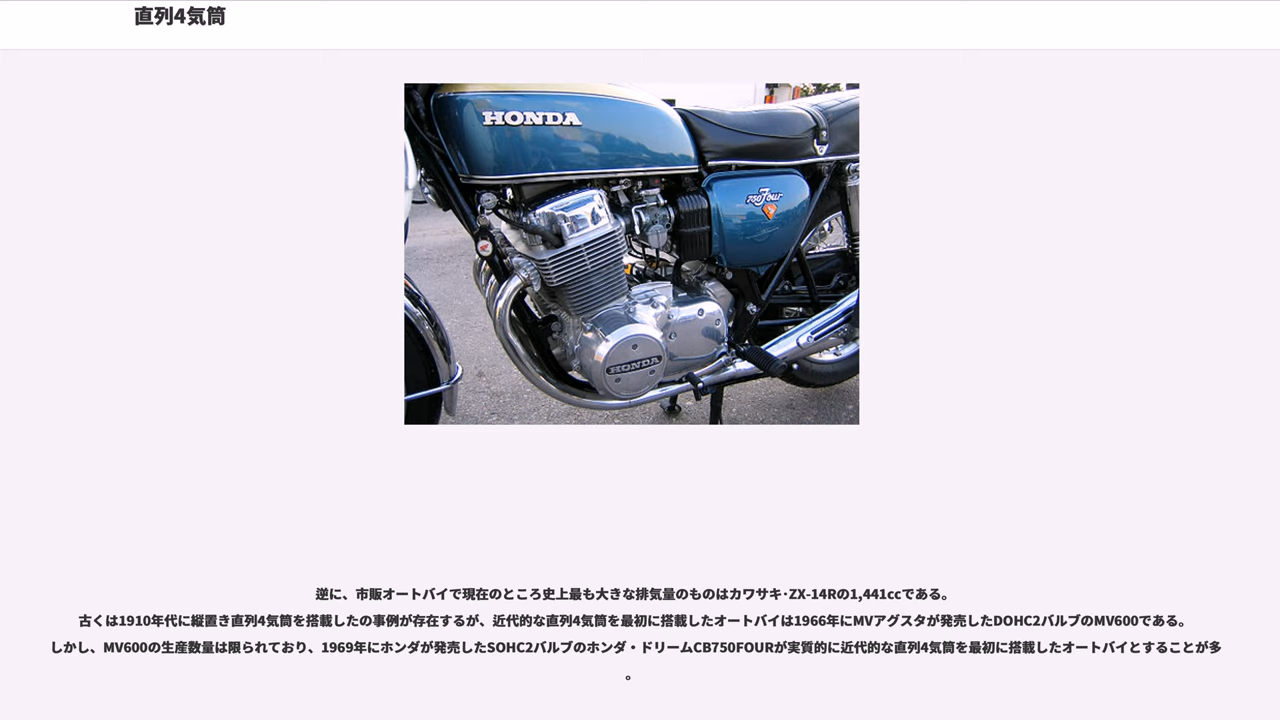 直列4気筒
HONDA
750 Four
HONDA
逆に、市販オートバイで現在のところ史上最も大きな排気量のものはカワサキ･ZX-14Rの1,441ccである。
古くは1910年代に縦置き直列4気筒を搭載したの事例が存在するが、近代的な直列4気筒を最初に搭載したオートバイは1966年にMVアグスタが発売したDOHC2バルブのMV600である。
しかし、MV600の生産数量は限られており、1969年にホンダが発売したSOHC2バルブのホンダ・ドリームCB750FOURが実質的に近代的な直列4気筒を最初に搭載したオートバイとすることが多
。